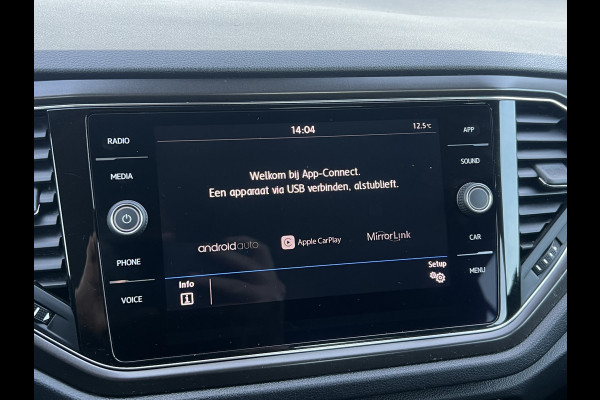 14:04
12.5°C
RADIO
MEDIA
PHONE
VOICE
Welkom bij App-Connect.
Een apparaat via USB verbinden, alstublieft.
androidauto
Apple CarPlay
MirrorLink
Info
Setup
APP
SOUND
CAR
MENU